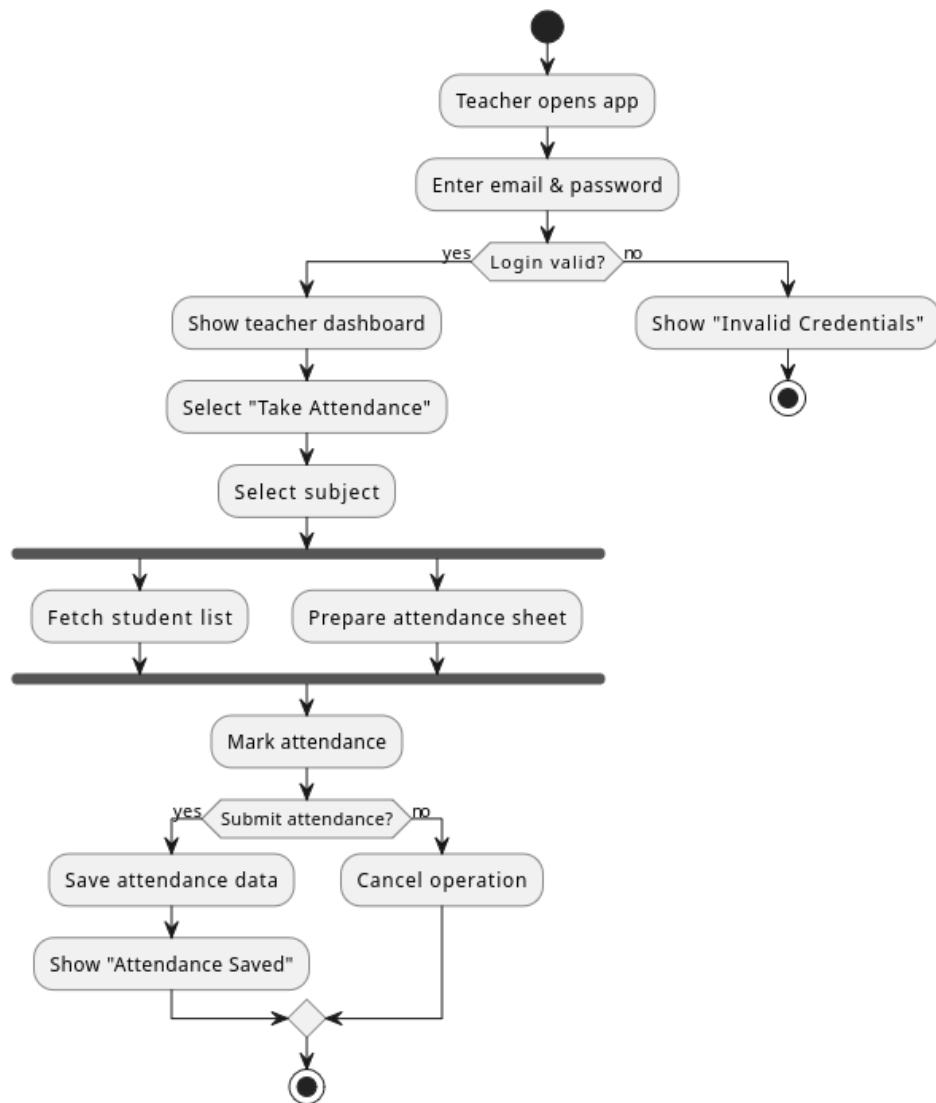 Teacher opens app
Enter email & password
yes
Login valid?
no
Show teacher dashboard
Show "Invalid Credentials"
Select "Take Attendance"
Select subject
Fetch student list
Prepare attendance sheet
Mark attendance
yes
Submit attendance?
no
Save attendance data
Cancel operation
Show "Attendance Saved"